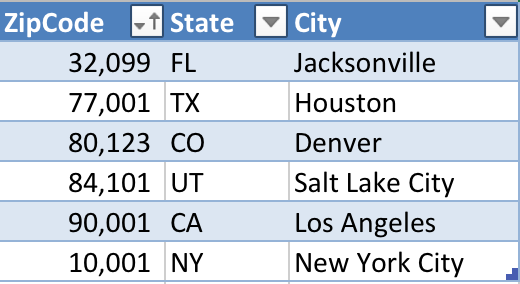 ZipCode State City
32,099 FL Jacksonville
77,001 TX Houston
80,123 CO Denver
84,101 UT Salt Lake City
90,001 CA Los Angeles
10,001 NY New York City